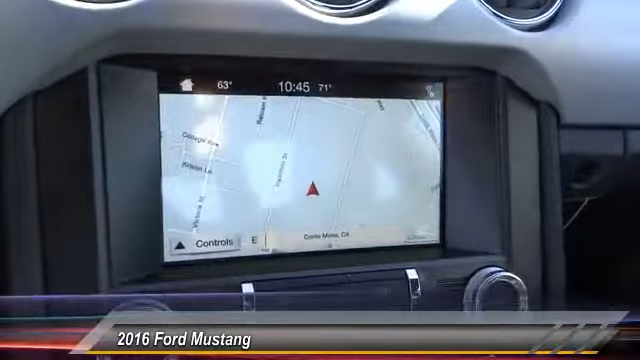 63° 10:45 71°
College Ave
Controls E Costa Mesa, CA
2016 Ford Mustang